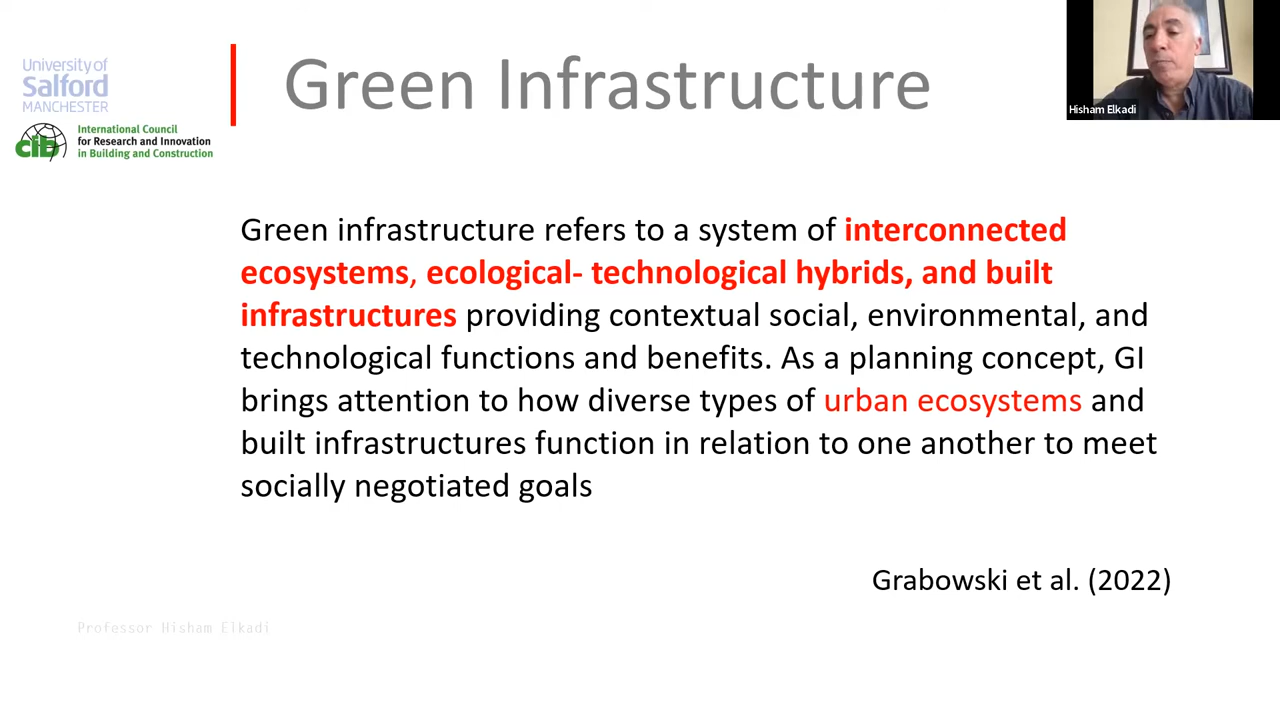 University of
Salford
MANCHESTER
cib
International Council
for Research and Innovation
in Building and Construction
Green Infrastructure
Hisham Elkadi
Green infrastructure refers to a system of interconnected
ecosystems, ecological- technological hybrids, and built
infrastructures providing contextual social, environmental, and
technological functions and benefits. As a planning concept, GI
brings attention to how diverse types of urban ecosystems and
built infrastructures function in relation to one another to meet
socially negotiated goals
Grabowski et al. (2022)
Professor Hisham Elkadi